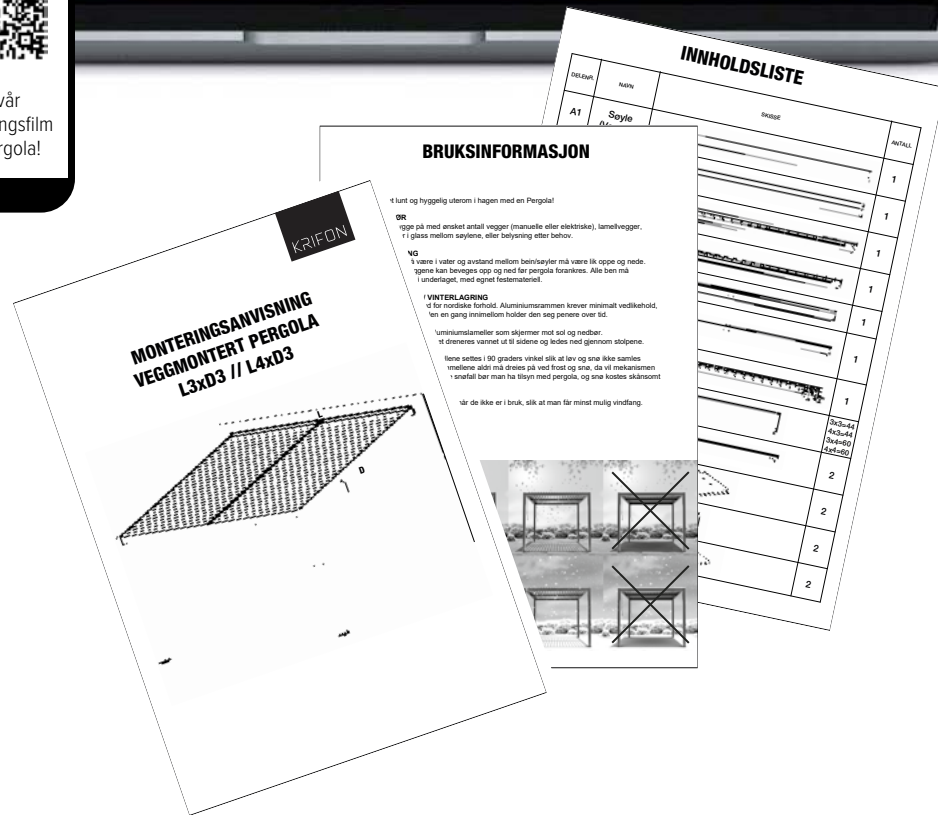 vår
ngsfilm
rgola!
KRIFON
MONTERINGSANVISNING
VEGGMONTERT PERGOLA
L3xD3 // L4xD3
L
D
BRUKSINFORMASJON
t lunt og hyggelig uterom i hagen med en Pergola!
ØR
ygge på med ønsket antall vegger (manuelle eller elektriske), lamellvegger,
r i glass mellom søylene, eller belysning etter behov.
NG
å være i vater og avstand mellom bein/søyler må være lik oppe og nede.
ggene kan beveges opp og ned før pergola forankres. Alle ben må
i underlaget, med egnet festemateriell.
/ VINTERLAGRING
rd for nordiske forhold. Aluminiumsrammen krever minimalt vedlikehold,
len en gang innimellom holder den seg penere over tid.
uminiumslameller som skjermer mot sol og nedbør.
et dreneres vannet ut til sidene og ledes ned gjennom stolpene.
llene settes i 90 graders vinkel slik at løv og snø ikke samles
mellene aldri må dreies på ved frost og snø, da vil mekanismen
snøfall bør man ha tilsyn med pergola, og snø kostes skånsomt
når de ikke er i bruk, slik at man får minst mulig vindfang.
INNHOLDSLISTE
DELENR. NAVN SKISSE ANTALL
A1 Søyle 1
1
1
1
1
1
1
3x3=44
4x3=44
3x4=60
4x4=60
2
2
2
2